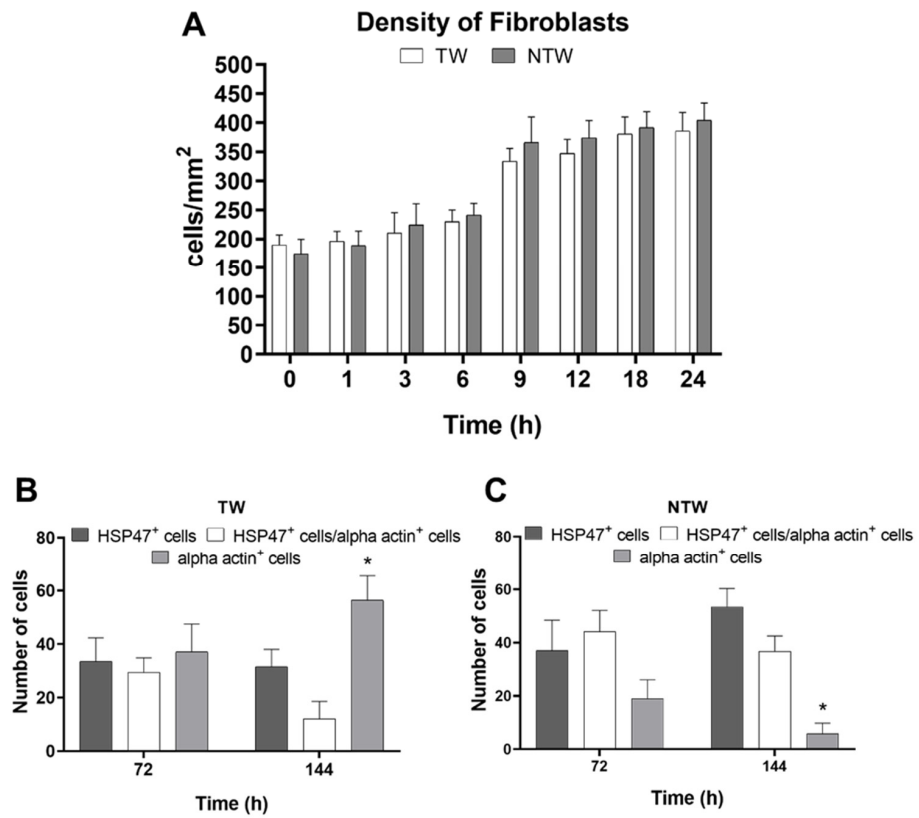 A
Density of Fibroblasts
TW NTW
500
450
400
350
300
250
200
150
100
50
0
cells/mm²
0 1 3 6 9 12 18 24
Time (h)
B
TW
HSP47⁺ cells HSP47⁺ cells/alpha actin⁺ cells
alpha actin⁺ cells
80
60
40
20
0
Number of cells
*
72 144
Time (h)
C
NTW
HSP47⁺ cells HSP47⁺ cells/alpha actin⁺ cells
alpha actin⁺ cells
80
60
40
20
0
Number of cells
*
72 144
Time (h)